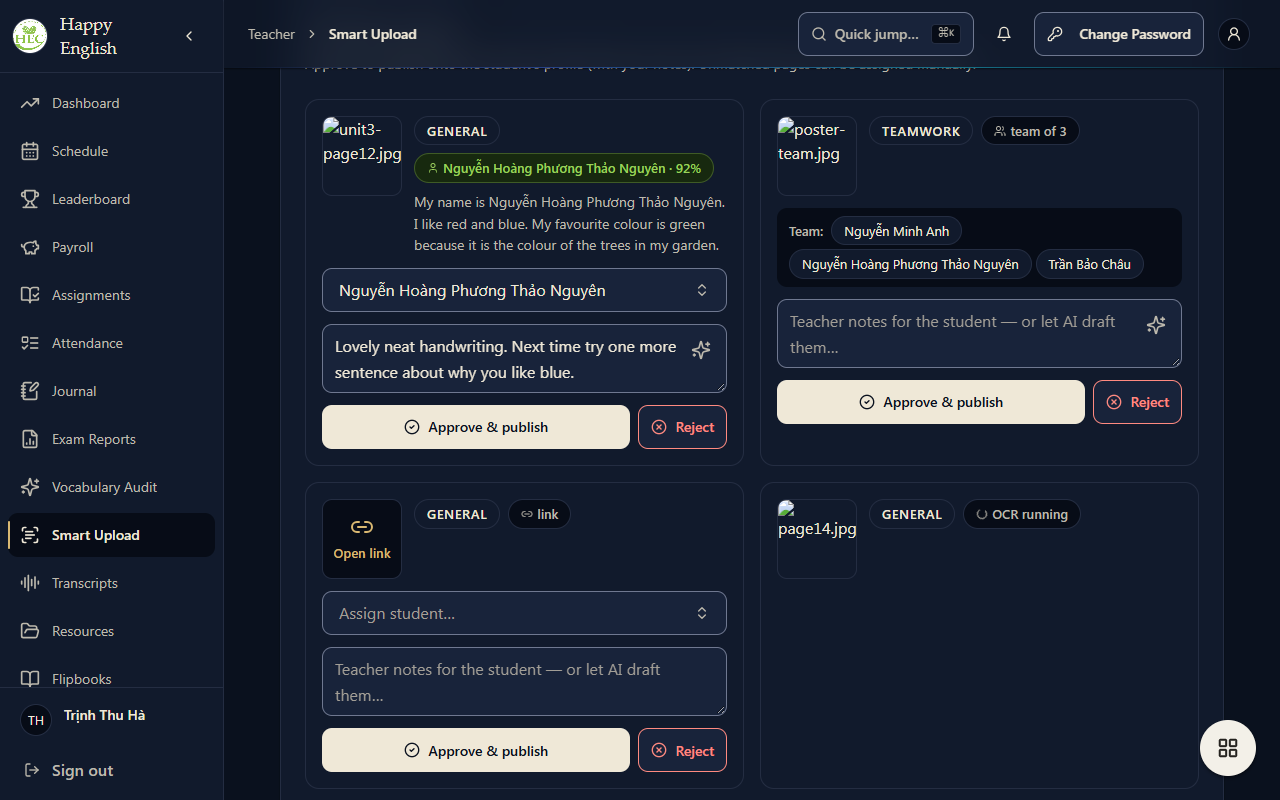 Happy
English
Dashboard
Schedule
Leaderboard
Payroll
Assignments
Attendance
Journal
Exam Reports
Vocabulary Audit
Smart Upload
Transcripts
Resources
Flipbooks
TH
Trịnh Thu Hà
Sign out
Teacher
Smart Upload
Quick jump...
⌘K
Change Password
unit3-
page12.jpg
GENERAL
Nguyễn Hoàng Phương Thảo Nguyên · 92%
My name is Nguyễn Hoàng Phương Thảo Nguyên.
I like red and blue. My favourite colour is green
because it is the colour of the trees in my garden.
Nguyễn Hoàng Phương Thảo Nguyên
Lovely neat handwriting. Next time try one more
sentence about why you like blue.
Approve & publish
Reject
poster-
team.jpg
TEAMWORK
team of 3
Team:
Nguyễn Minh Anh
Nguyễn Hoàng Phương Thảo Nguyên
Trần Bảo Châu
Teacher notes for the student — or let AI draft
them...
Approve & publish
Reject
Open link
GENERAL
link
Assign student...
Teacher notes for the student — or let AI draft
them...
Approve & publish
Reject
page14.jpg
GENERAL
OCR running